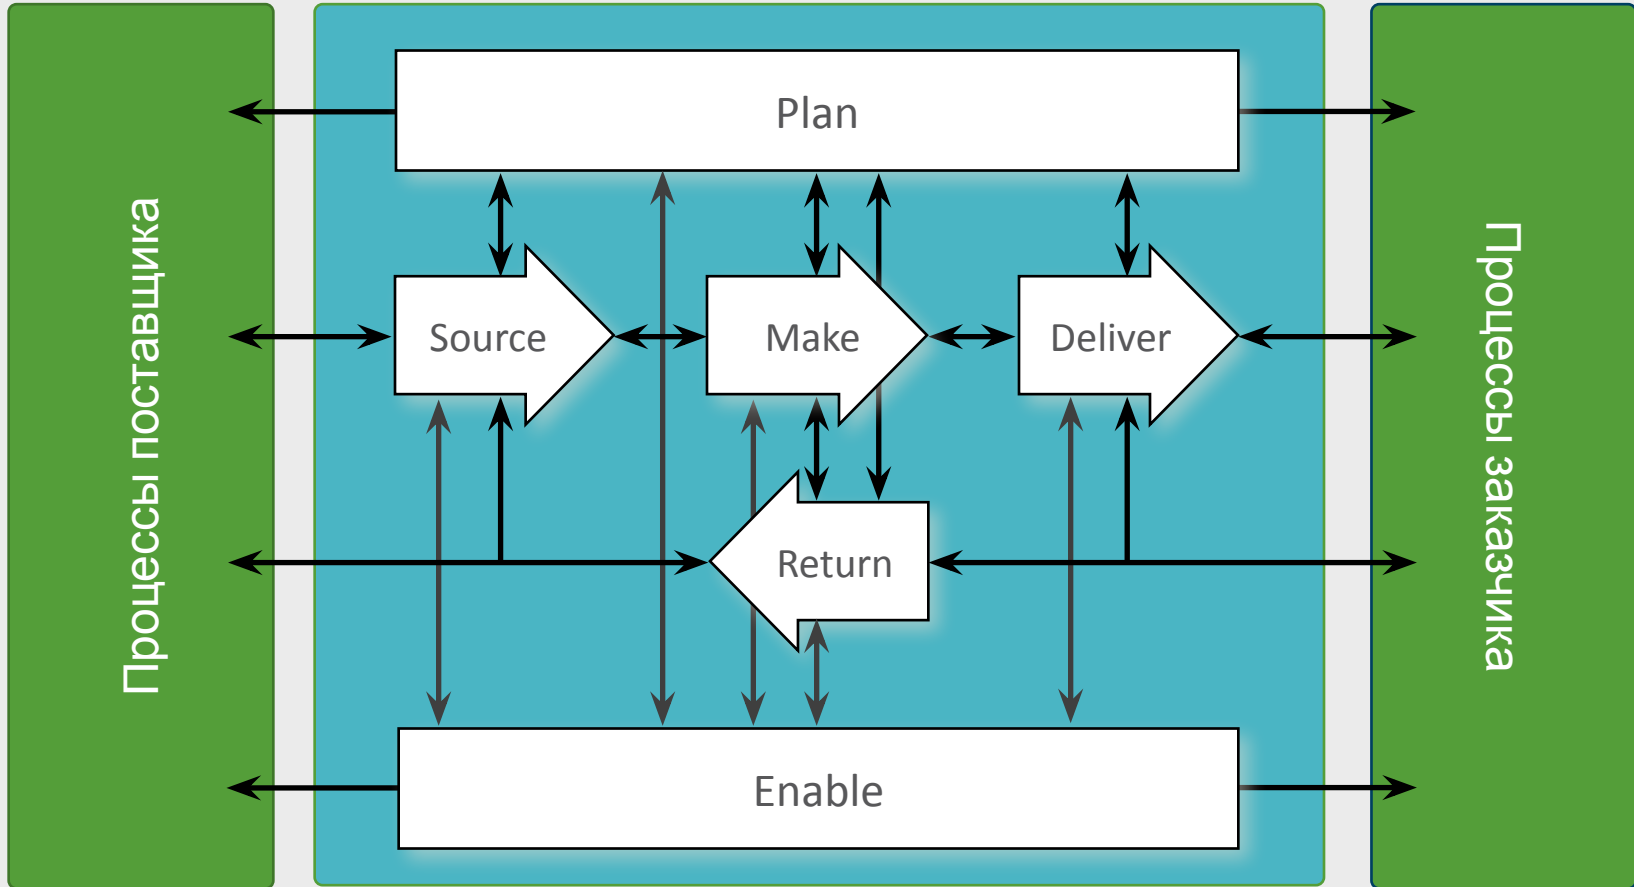 Процессы поставщика
Plan
Source
Make
Deliver
Return
Enable
Процессы заказчика